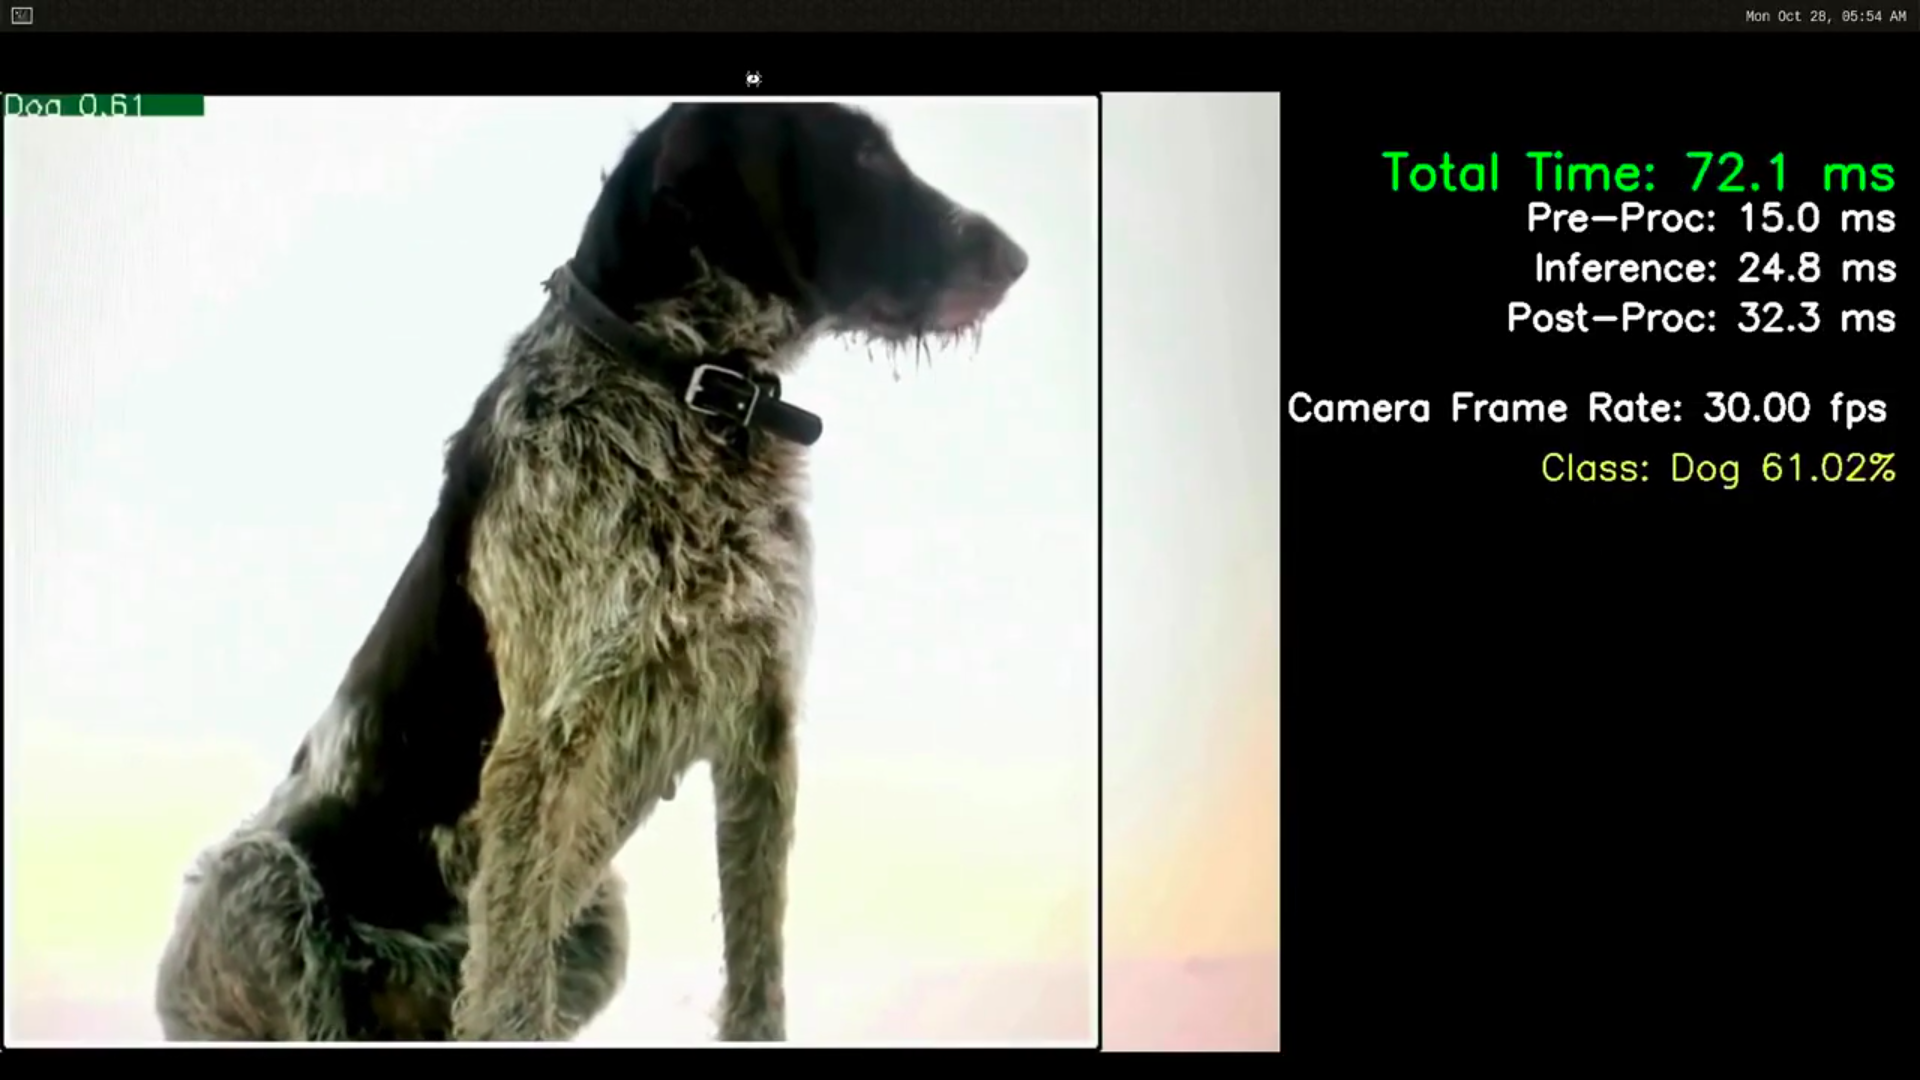 Mon Oct 28, 05:54 AM
Dog 0.61
Total Time: 72.1 ms
Pre-Proc: 15.0 ms
Inference: 24.8 ms
Post-Proc: 32.3 ms
Camera Frame Rate: 30.00 fps
Class: Dog 61.02%